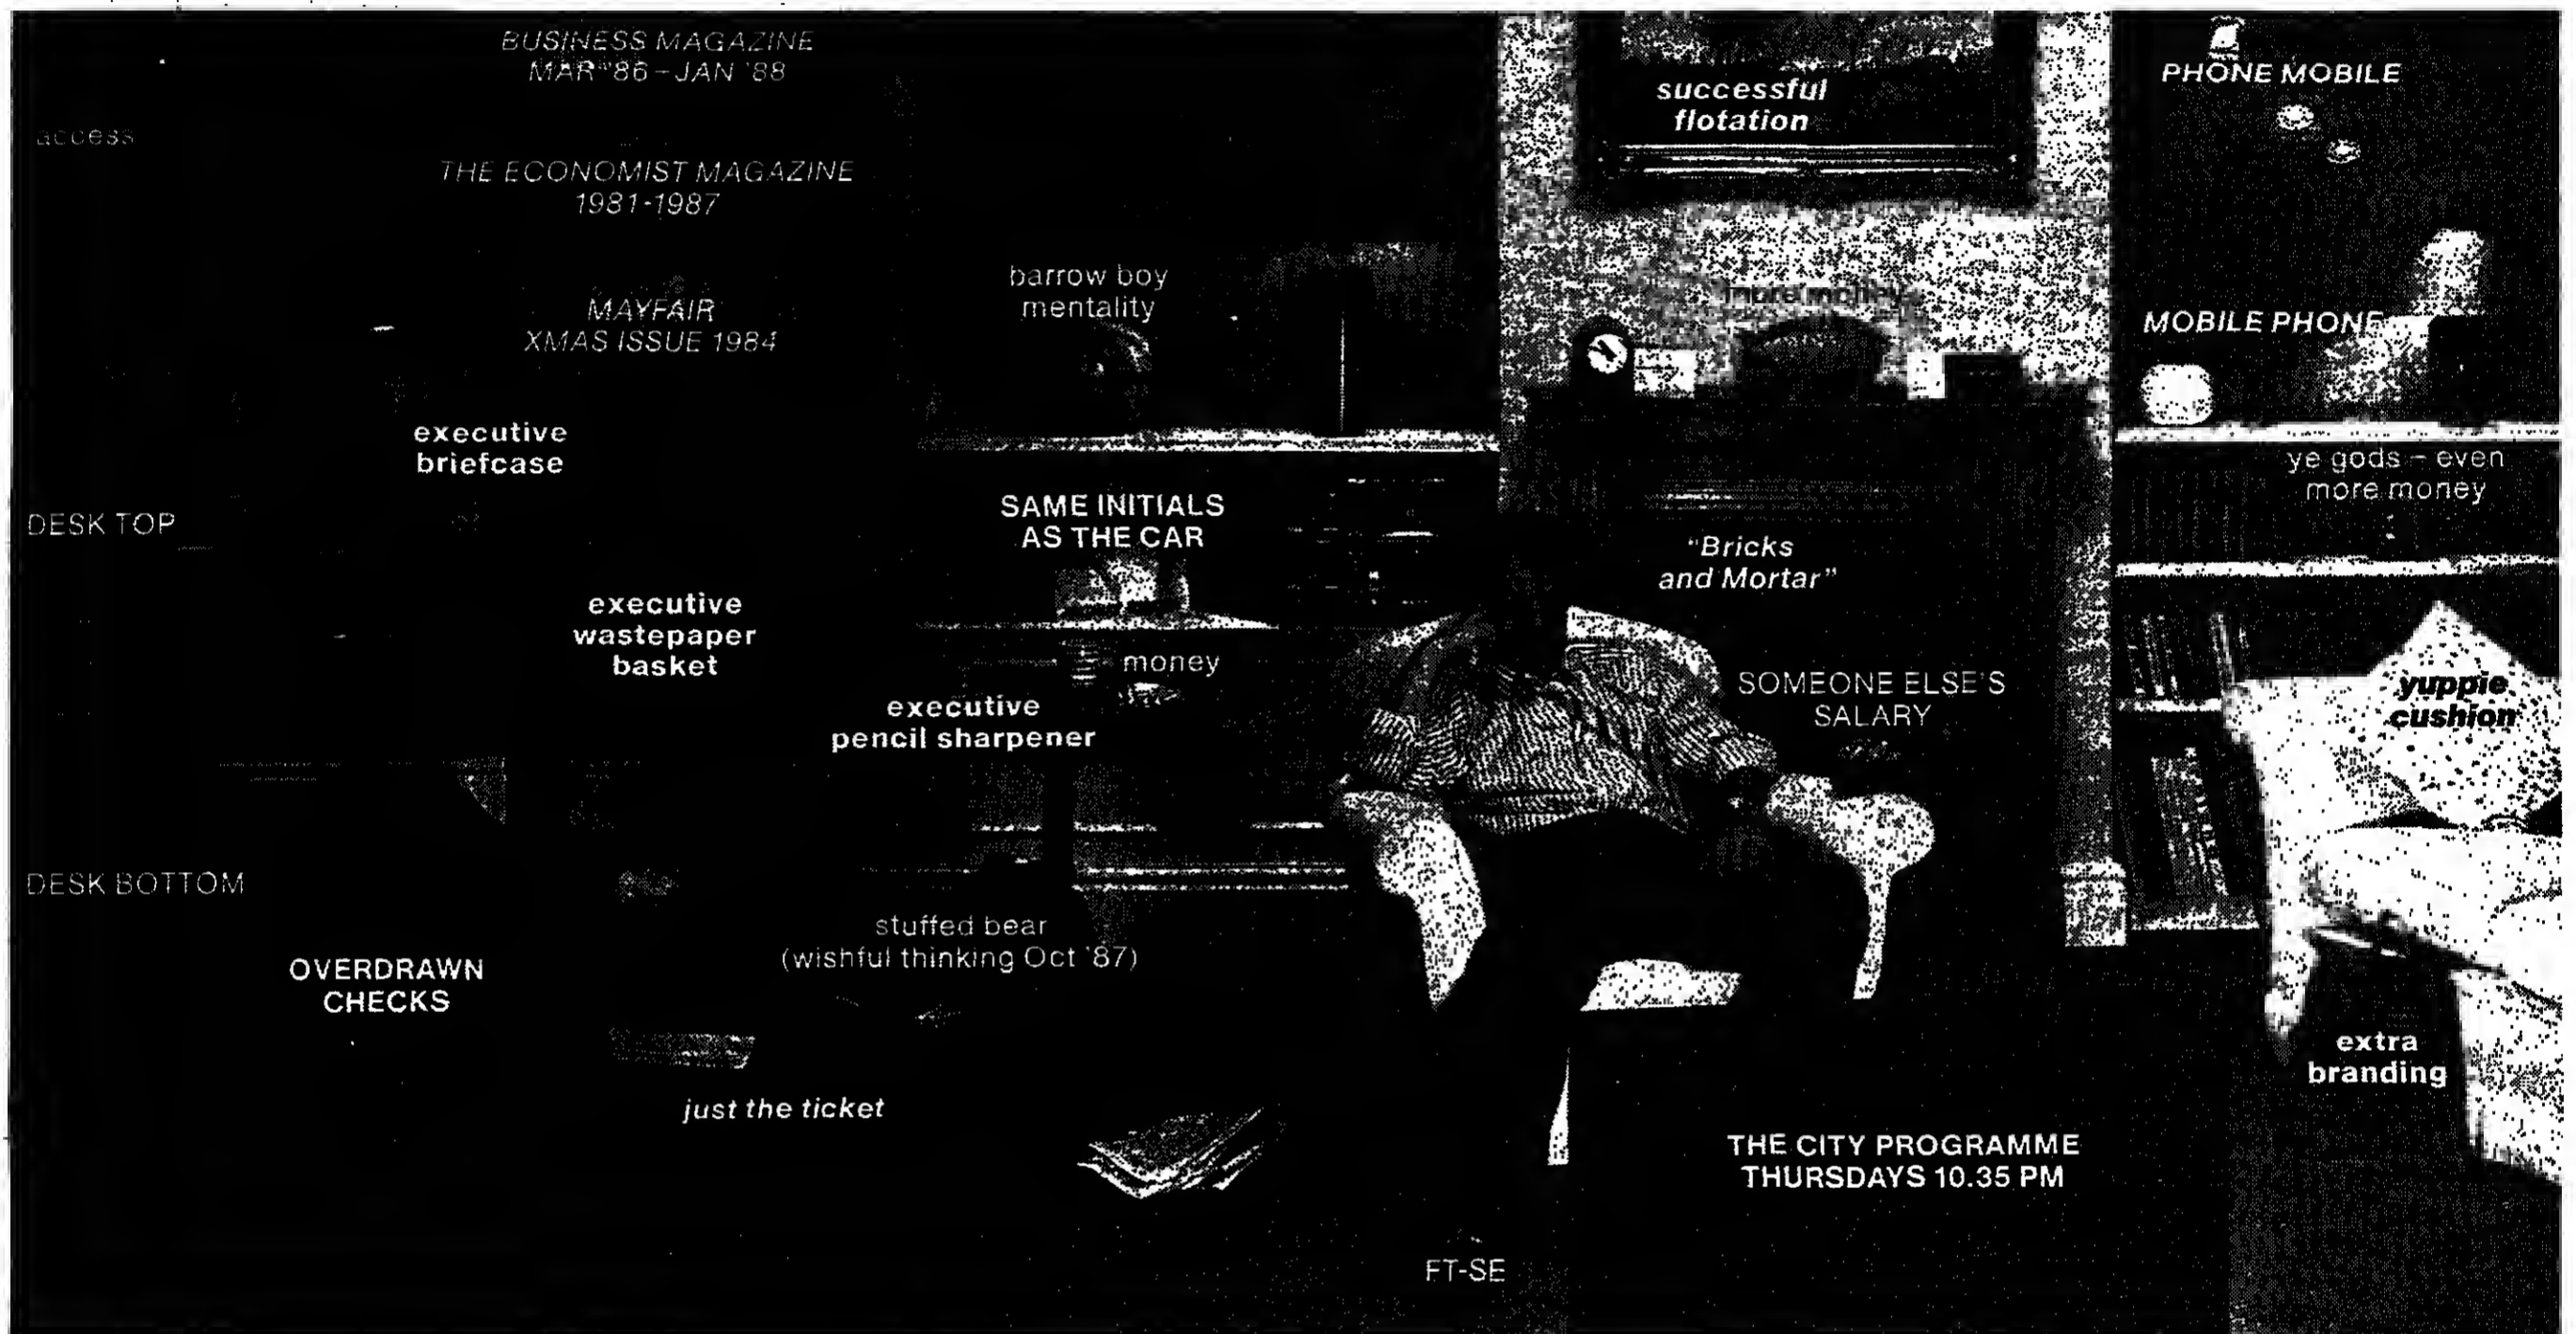 BUSINESS MAGAZINE
MAR '86 – JAN '88
access
THE ECONOMIST MAGAZINE
1981-1987
MAYFAIR
XMAS ISSUE 1984
executive
briefcase
DESK TOP
executive
wastepaper
basket
DESK BOTTOM
OVERDRAWN
CHECKS
just the ticket
barrow boy
mentality
SAME INITIALS
AS THE CAR
money
executive
pencil sharpener
stuffed bear
(wishful thinking Oct '87)
FT-SE
successful
flotation
more money
"Bricks
and Mortar"
SOMEONE ELSE'S
SALARY
THE CITY PROGRAMME
THURSDAYS 10.35 PM
PHONE MOBILE
MOBILE PHONE
ye gods – even
more money
yuppie
cushion
extra
branding